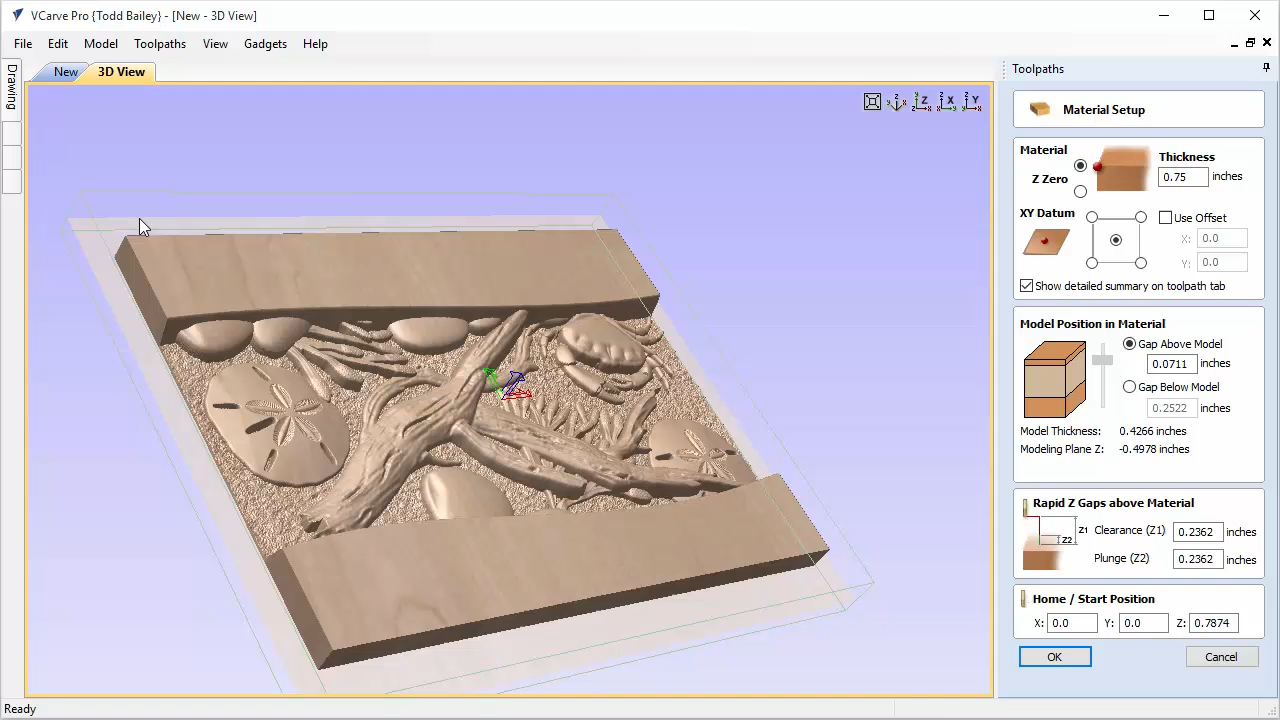 VCarve Pro {Todd Bailey} - [New - 3D View]
File Edit Model Toolpaths View Gadgets Help
New 3D View
Drawing
Z X Y
Toolpaths
Material Setup
Material
Z Zero
Thickness
0.75 inches
XY Datum
Use Offset
X: 0.0
Y: 0.0
Show detailed summary on toolpath tab
Model Position in Material
Gap Above Model
0.0711 inches
Gap Below Model
0.2522 inches
Model Thickness: 0.4266 inches
Modeling Plane Z: -0.4978 inches
Rapid Z Gaps above Material
Z1
Z2
Clearance (Z1) 0.2362 inches
Plunge (Z2) 0.2362 inches
Home / Start Position
X: 0.0 Y: 0.0 Z: 0.7874
OK Cancel
Ready